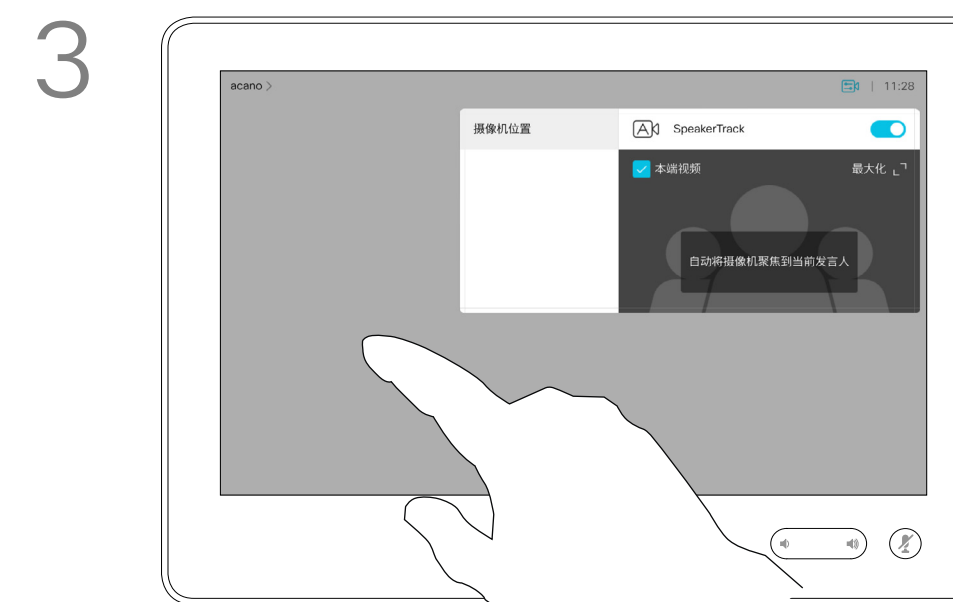 3
acano >
11:28
摄像机位置
SpeakerTrack
本端视频
最大化
自动将摄像机聚焦到当前发言人